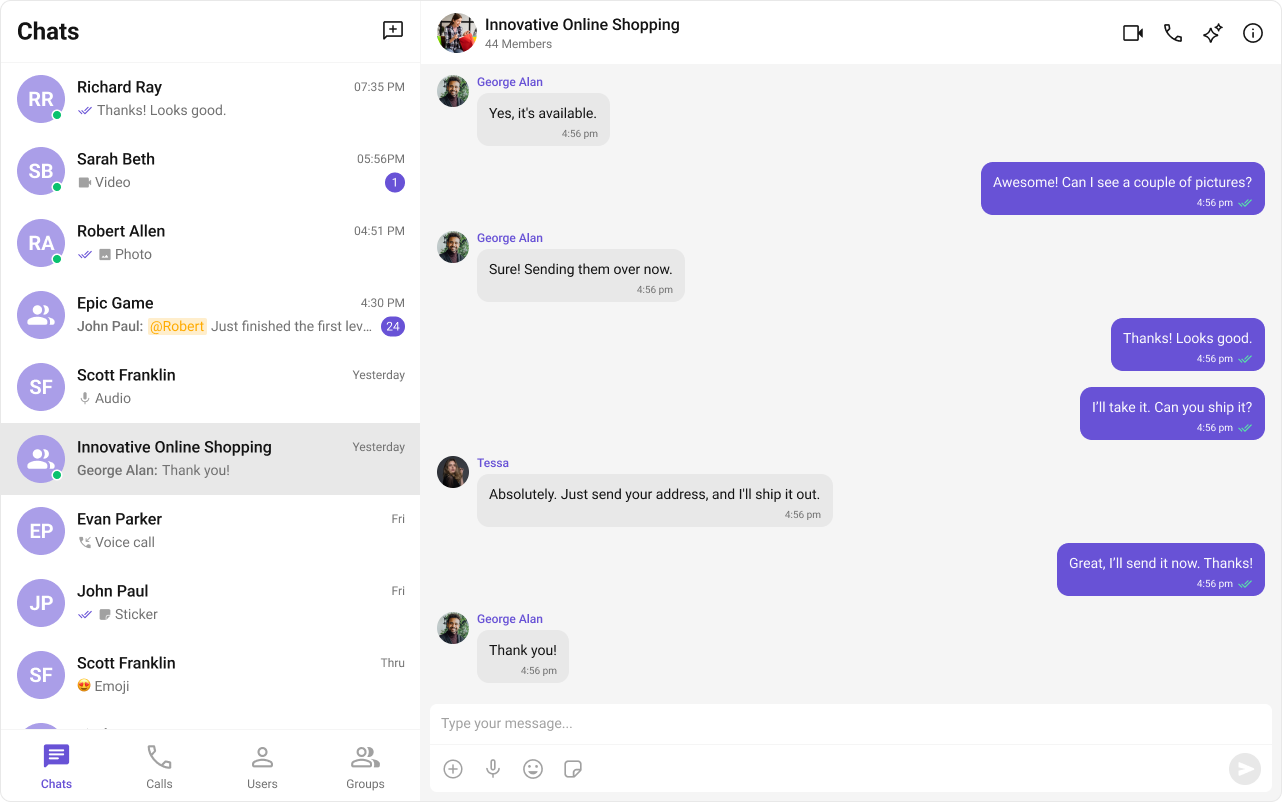 Chats
RR
Richard Ray
07:35 PM
Thanks! Looks good.
SB
Sarah Beth
05:56PM
Video
1
RA
Robert Allen
04:51 PM
Photo
Epic Game
4:30 PM
John Paul: @Robert Just finished the first lev...
24
SF
Scott Franklin
Yesterday
Audio
Innovative Online Shopping
Yesterday
George Alan: Thank you!
EP
Evan Parker
Fri
Voice call
JP
John Paul
Fri
Sticker
SF
Scott Franklin
Thru
Emoji
Chats
Calls
Users
Groups
Innovative Online Shopping
44 Members
George Alan
Yes, it's available.
4:56 pm
Awesome! Can I see a couple of pictures?
4:56 pm
George Alan
Sure! Sending them over now.
4:56 pm
Thanks! Looks good.
4:56 pm
I'll take it. Can you ship it?
4:56 pm
Tessa
Absolutely. Just send your address, and I'll ship it out.
4:56 pm
Great, I'll send it now. Thanks!
4:56 pm
George Alan
Thank you!
4:56 pm
Type your message...